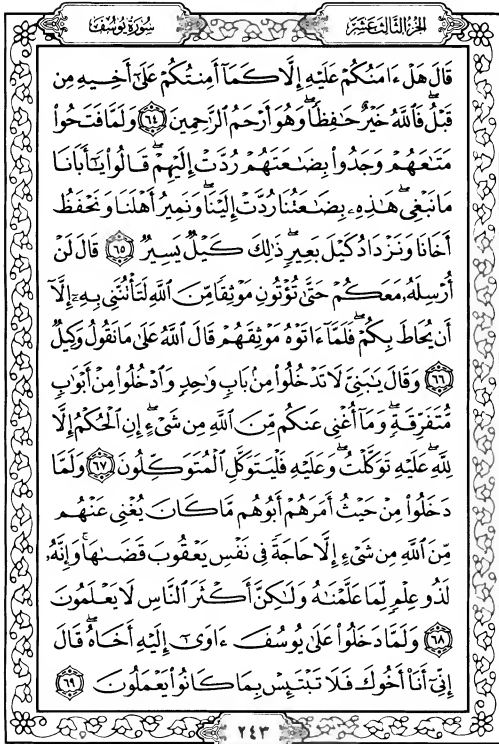 الجزء الثالث عشر
سورة يوسف
قَالَ هَلْ ءَامَنُكُمْ عَلَيْهِ إِلَّا كَمَآ أَمِنتُكُمْ عَلَىٰٓ أَخِيهِ مِن
قَبْلُ ۖ فَٱللَّهُ خَيْرٌ حَٰفِظًا ۖ وَهُوَ أَرْحَمُ ٱلرَّٰحِمِينَ ٦٤ وَلَمَّا فَتَحُوا۟
مَتَٰعَهُمْ وَجَدُوا۟ بِضَٰعَتَهُمْ رُدَّتْ إِلَيْهِمْ ۖ قَالُوا۟ يَٰٓأَبَانَا
مَا نَبْغِى ۖ هَٰذِهِۦ بِضَٰعَتُنَا رُدَّتْ إِلَيْنَا ۖ وَنَمِيرُ أَهْلَنَا وَنَحْفَظُ
أَخَانَا وَنَزْدَادُ كَيْلَ بَعِيرٍ ۖ ذَٰلِكَ كَيْلٌ يَسِيرٌ ٦٥ قَالَ لَنْ
أُرْسِلَهُۥ مَعَكُمْ حَتَّىٰ تُؤْتُونِ مَوْثِقًا مِّنَ ٱللَّهِ لَتَأْتُنَّنِى بِهِۦٓ إِلَّآ
أَن يُحَاطَ بِكُمْ ۖ فَلَمَّآ ءَاتَوْهُ مَوْثِقَهُمْ قَالَ ٱللَّهُ عَلَىٰ مَا نَقُولُ وَكِيلٌ
٦٦ وَقَالَ يَٰبَنِىَّ لَا تَدْخُلُوا۟ مِنۢ بَابٍ وَٰحِدٍ وَٱدْخُلُوا۟ مِنْ أَبْوَٰبٍ
مُّتَفَرِّقَةٍ ۖ وَمَآ أُغْنِى عَنكُم مِّنَ ٱللَّهِ مِن شَىْءٍ ۖ إِنِ ٱلْحُكْمُ إِلَّا
لِلَّهِ ۖ عَلَيْهِ تَوَكَّلْتُ ۖ وَعَلَيْهِ فَلْيَتَوَكَّلِ ٱلْمُتَوَكِّلُونَ ٦٧ وَلَمَّا
دَخَلُوا۟ مِنْ حَيْثُ أَمَرَهُمْ أَبُوهُم مَّا كَانَ يُغْنِى عَنْهُم
مِّنَ ٱللَّهِ مِن شَىْءٍ إِلَّا حَاجَةً فِى نَفْسِ يَعْقُوبَ قَضَىٰهَا ۚ وَإِنَّهُۥ
لَذُو عِلْمٍ لِّمَا عَلَّمْنَٰهُ وَلَٰكِنَّ أَكْثَرَ ٱلنَّاسِ لَا يَعْلَمُونَ
٦٨ وَلَمَّا دَخَلُوا۟ عَلَىٰ يُوسُفَ ءَاوَىٰٓ إِلَيْهِ أَخَاهُ ۖ قَالَ
إِنِّىٓ أَنَا۠ أَخُوكَ فَلَا تَبْتَئِسْ بِمَا كَانُوا۟ يَعْمَلُونَ ٦٩
٢٤٣